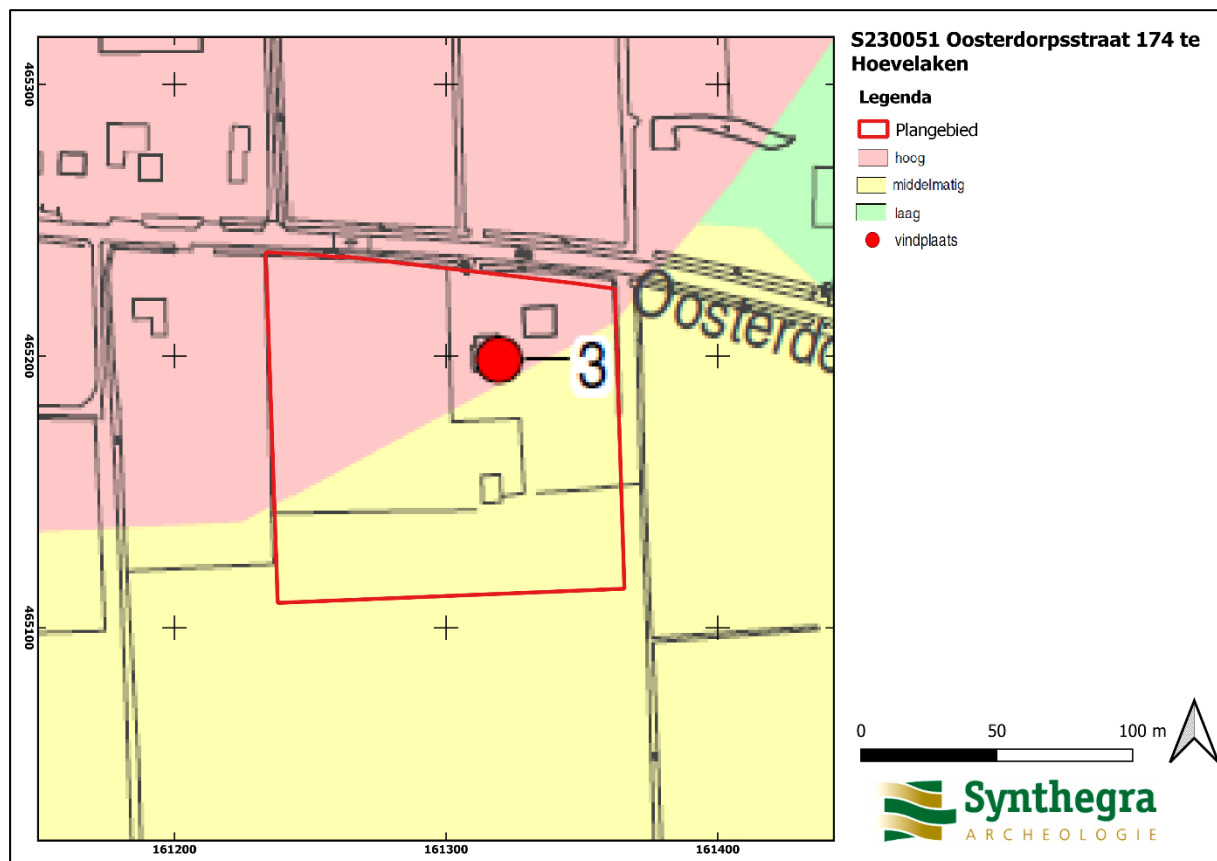 S230051 Oosterdorpsstraat 174 te
Hoevelaken
Legenda
Plangebied
hoog
middelmatig
laag
vindplaats
465300
465200
465100
Oosterdo
3
161200
161300
161400
0 50 100 m
Synthegra
ARCHEOLOGIE